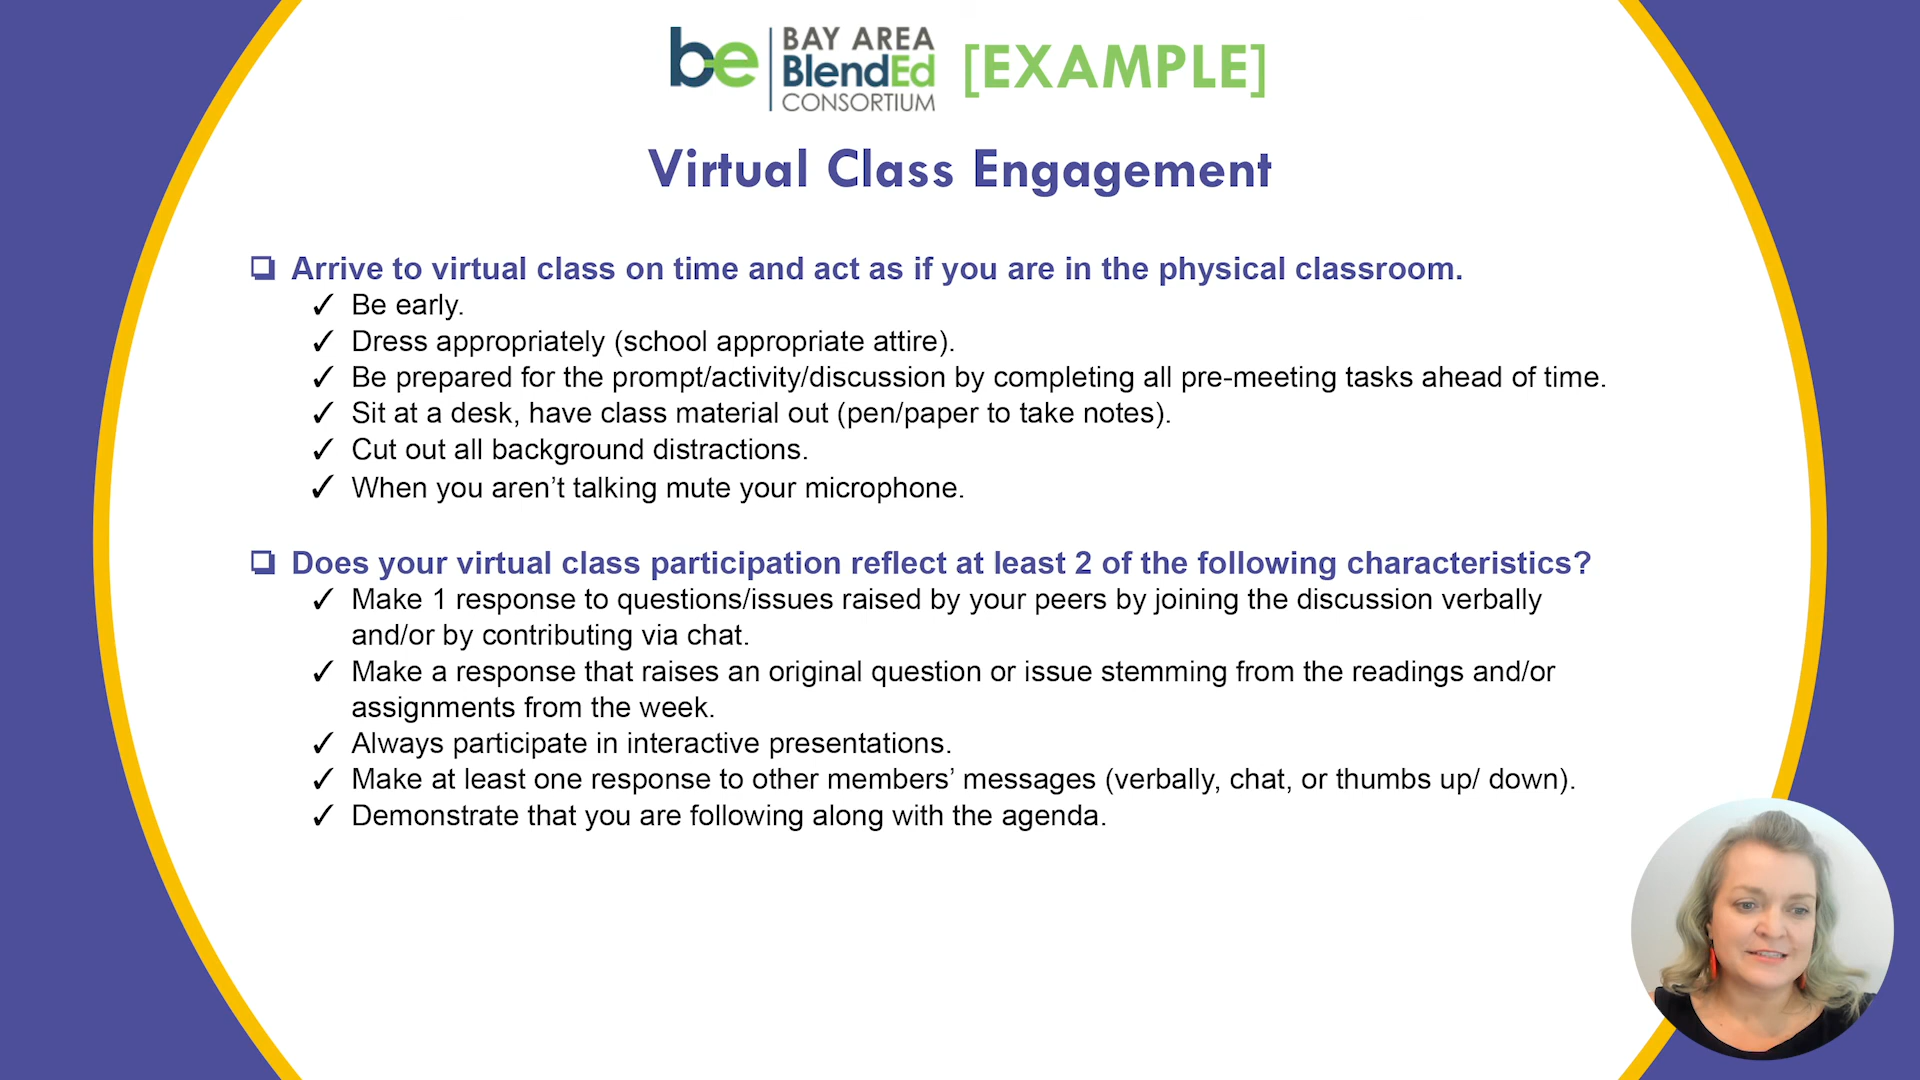 be BAY AREA
BlendEd
CONSORTIUM
[EXAMPLE]
Virtual Class Engagement
❑ Arrive to virtual class on time and act as if you are in the physical classroom.
✓ Be early.
✓ Dress appropriately (school appropriate attire).
✓ Be prepared for the prompt/activity/discussion by completing all pre-meeting tasks ahead of time.
✓ Sit at a desk, have class material out (pen/paper to take notes).
✓ Cut out all background distractions.
✓ When you aren’t talking mute your microphone.
❑ Does your virtual class participation reflect at least 2 of the following characteristics?
✓ Make 1 response to questions/issues raised by your peers by joining the discussion verbally
and/or by contributing via chat.
✓ Make a response that raises an original question or issue stemming from the readings and/or
assignments from the week.
✓ Always participate in interactive presentations.
✓ Make at least one response to other members’ messages (verbally, chat, or thumbs up/ down).
✓ Demonstrate that you are following along with the agenda.